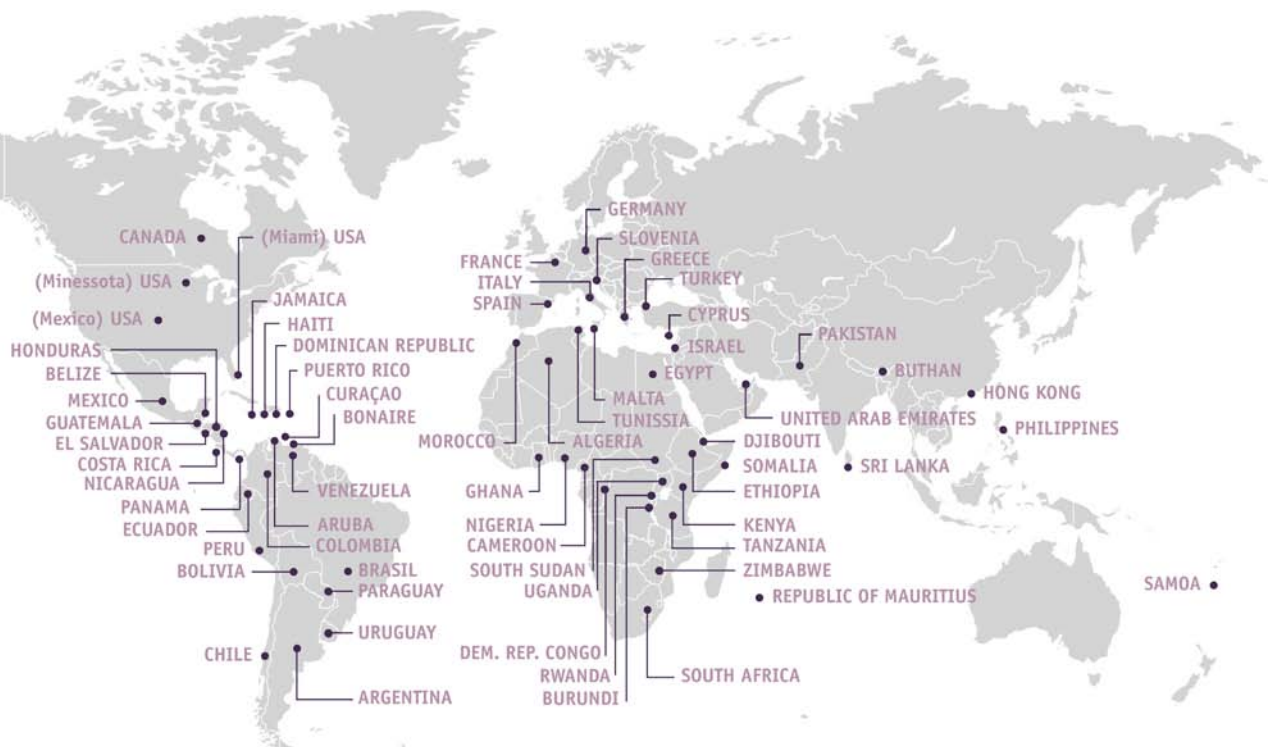 GERMANY
CANADA
(Miami) USA
SLOVENIA
FRANCE
GREECE
(Minessota) USA
ITALY
TURKEY
JAMAICA
SPAIN
CYPRUS
(Mexico) USA
HAITI
PAKISTAN
HONDURAS
DOMINICAN REPUBLIC
ISRAEL
BELIZE
PUERTO RICO
EGYPT
BUTHAN
CURAÇAO
MALTA
HONG KONG
MEXICO
BONAIRE
TUNISSIA
UNITED ARAB EMIRATES
GUATEMALA
PHILIPPINES
EL SALVADOR
MOROCCO
ALGERIA
DJIBOUTI
COSTA RICA
SOMALIA
SRI LANKA
NICARAGUA
VENEZUELA
GHANA
ETHIOPIA
PANAMA
ECUADOR
ARUBA
NIGERIA
KENYA
PERU
COLOMBIA
CAMEROON
TANZANIA
BOLIVIA
BRASIL
SOUTH SUDAN
ZIMBABWE
PARAGUAY
UGANDA
REPUBLIC OF MAURITIUS
SAMOA
URUGUAY
CHILE
DEM. REP. CONGO
RWANDA
SOUTH AFRICA
ARGENTINA
BURUNDI